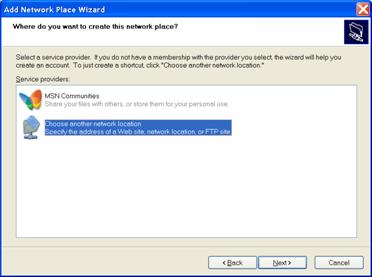 Add Network Place Wizard
Where do you want to create this network place?
Select a service provider. If you do not have a membership with the provider you select, the wizard will help you
create an account. To just create a shortcut, click "Choose another network location."
Service providers:
MSN Communities
Share your files with others, or store them for your personal use.
Choose another network location
Specify the address of a Web site, network location, or FTP site.
< Back
Next >
Cancel